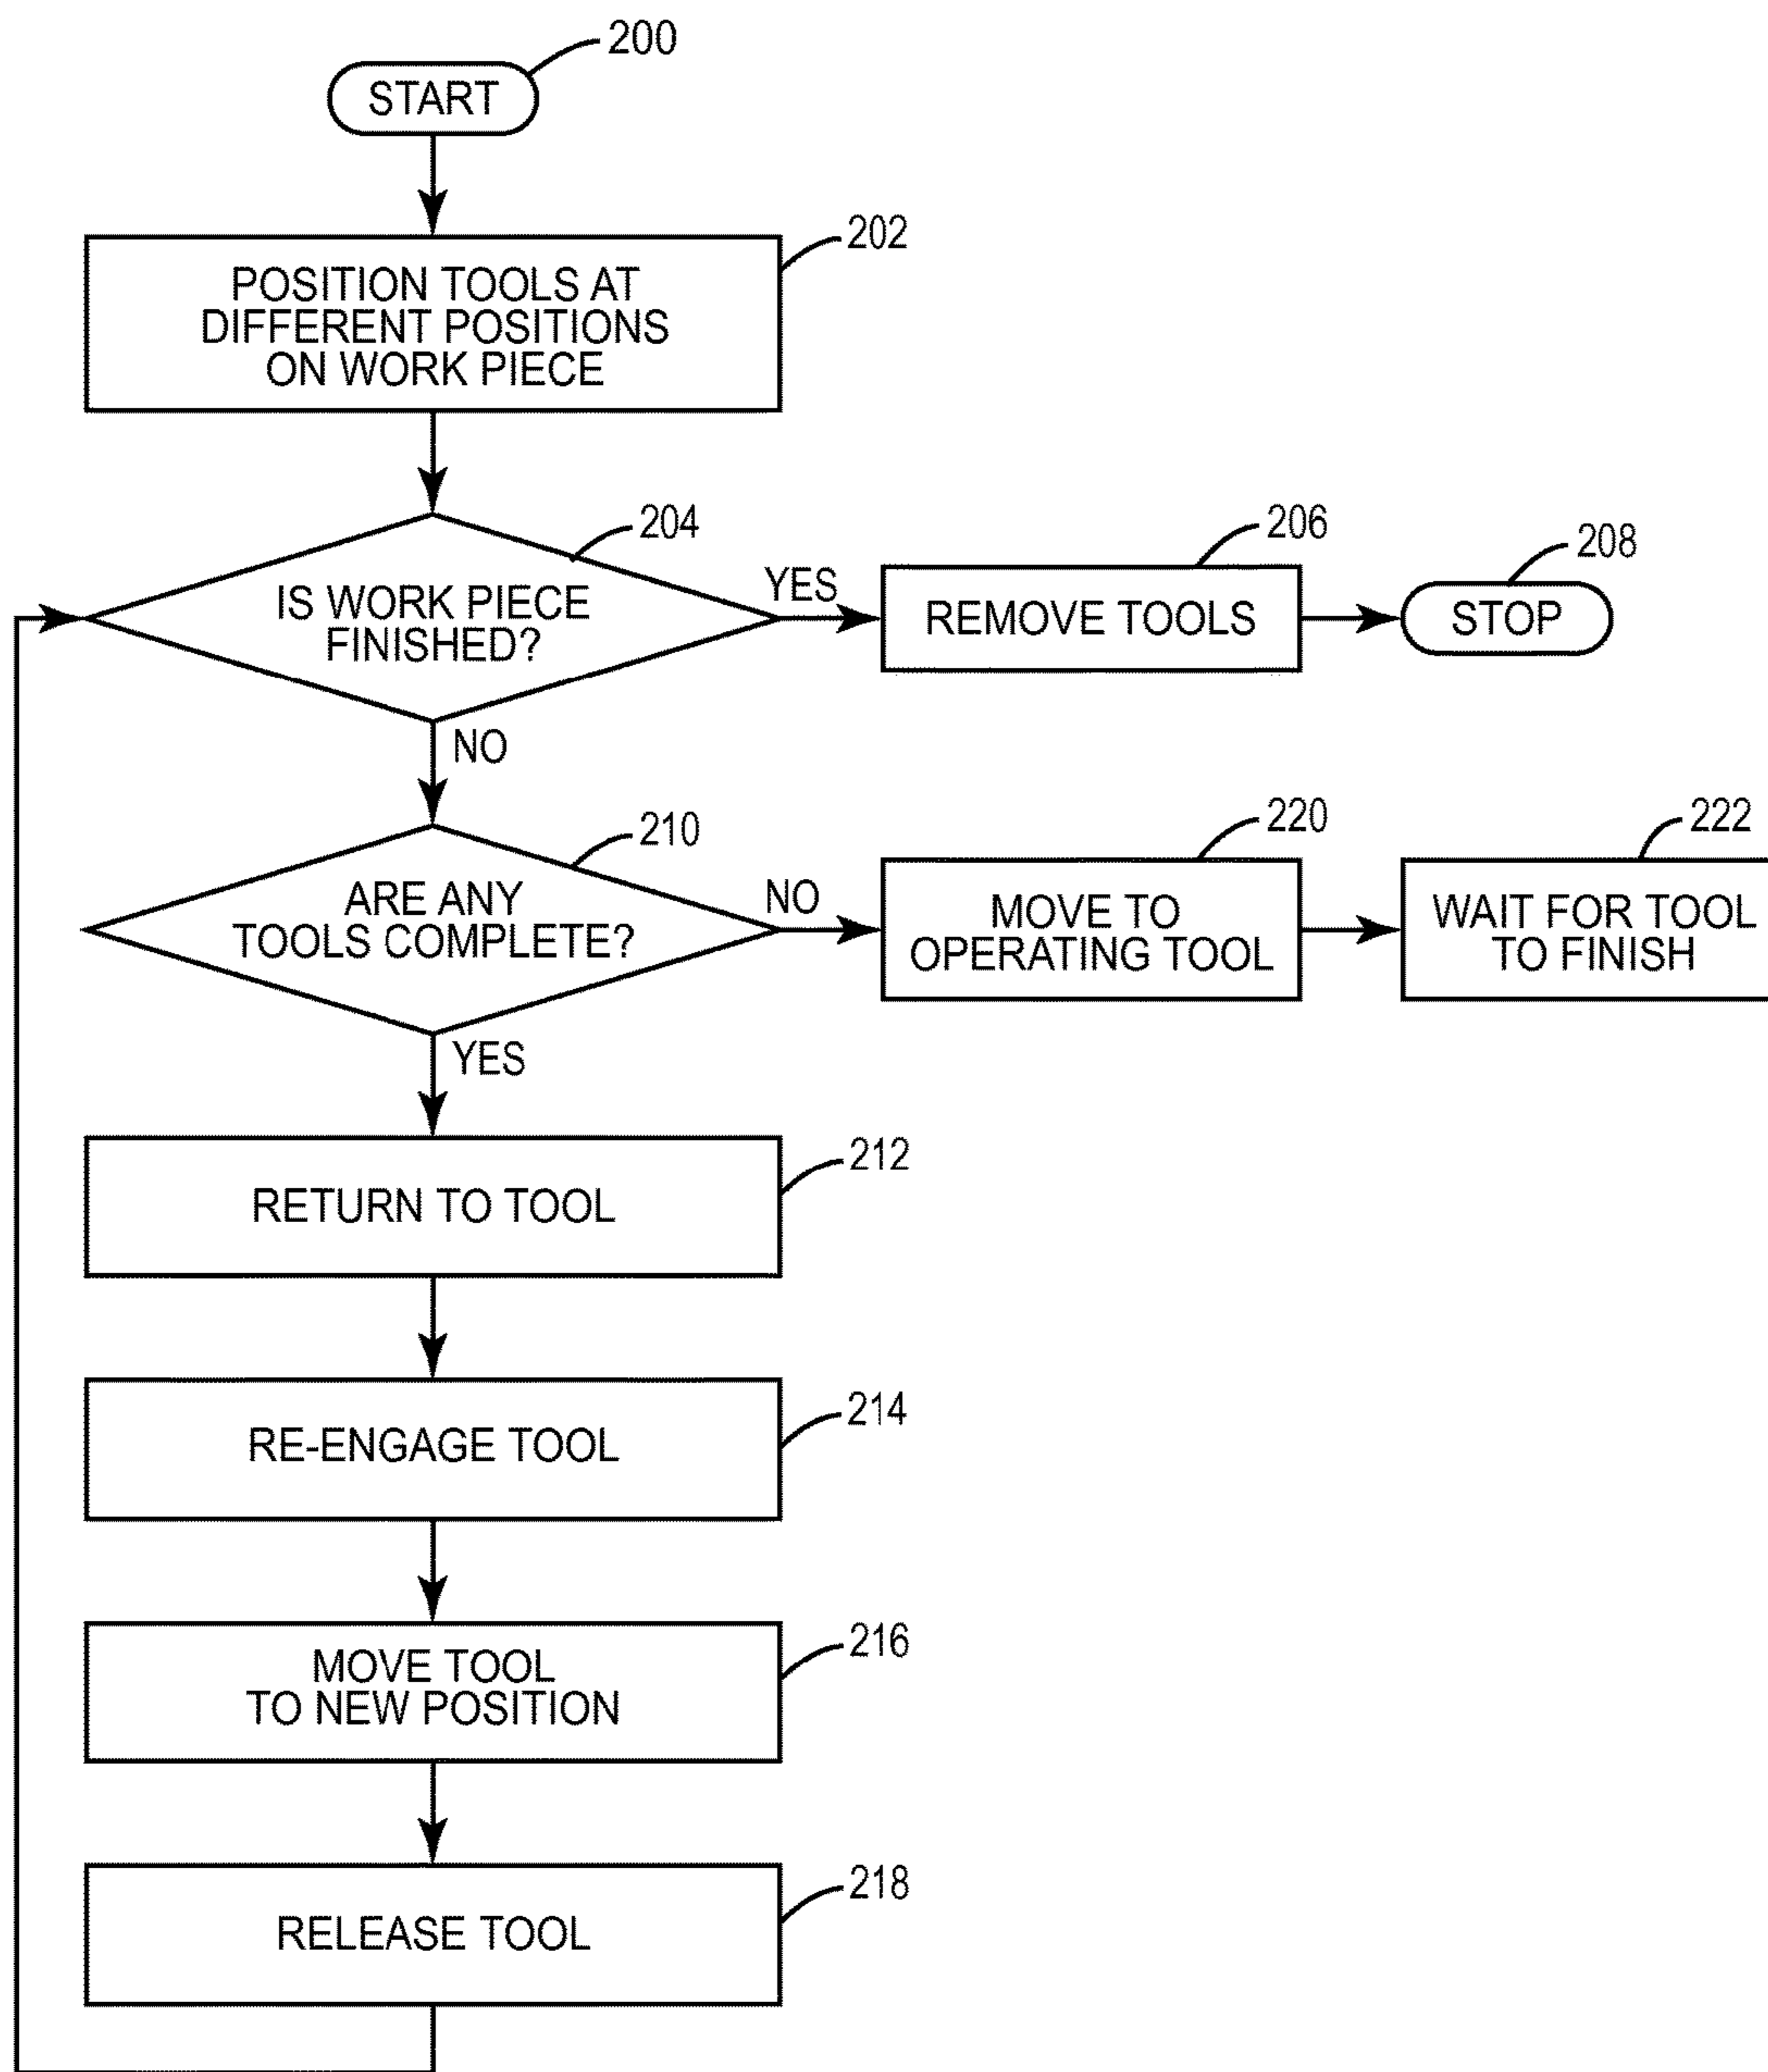 200
START
202
POSITION TOOLS AT
DIFFERENT POSITIONS
ON WORK PIECE
204
IS WORK PIECE
FINISHED?
YES
206
REMOVE TOOLS
208
STOP
NO
210
ARE ANY
TOOLS COMPLETE?
NO
220
MOVE TO
OPERATING TOOL
222
WAIT FOR TOOL
TO FINISH
YES
212
RETURN TO TOOL
214
RE-ENGAGE TOOL
216
MOVE TOOL
TO NEW POSITION
218
RELEASE TOOL